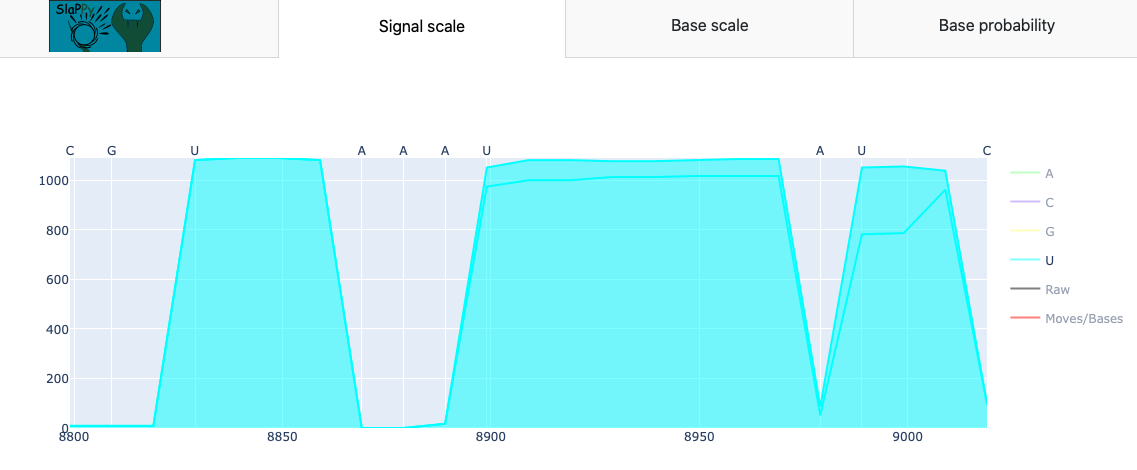 SlaPPy
Signal scale
Base scale
Base probability
C G U A A A U A U C
1000
800
600
400
200
0
8800 8850 8900 8950 9000
A
C
G
U
Raw
Moves/Bases